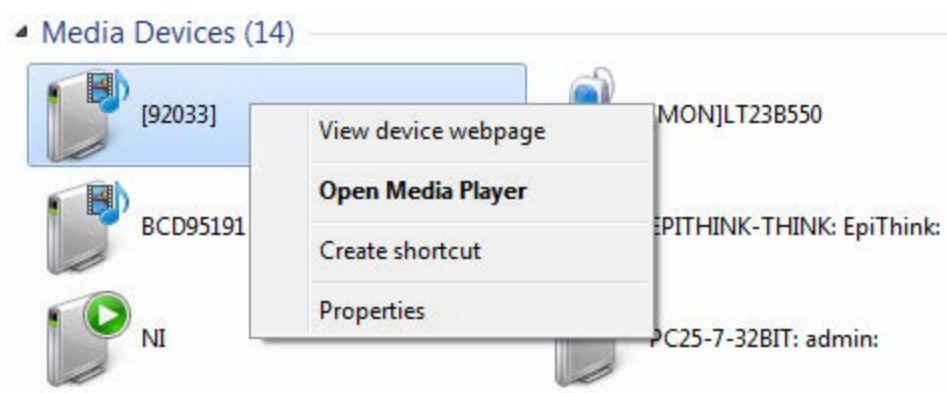 Media Devices (14)
[92033]
MON]LT23B550
View device webpage
Open Media Player
BCD95191
EPITHINK-THINK: EpiThink:
Create shortcut
Properties
NI
PC25-7-32BIT: admin: